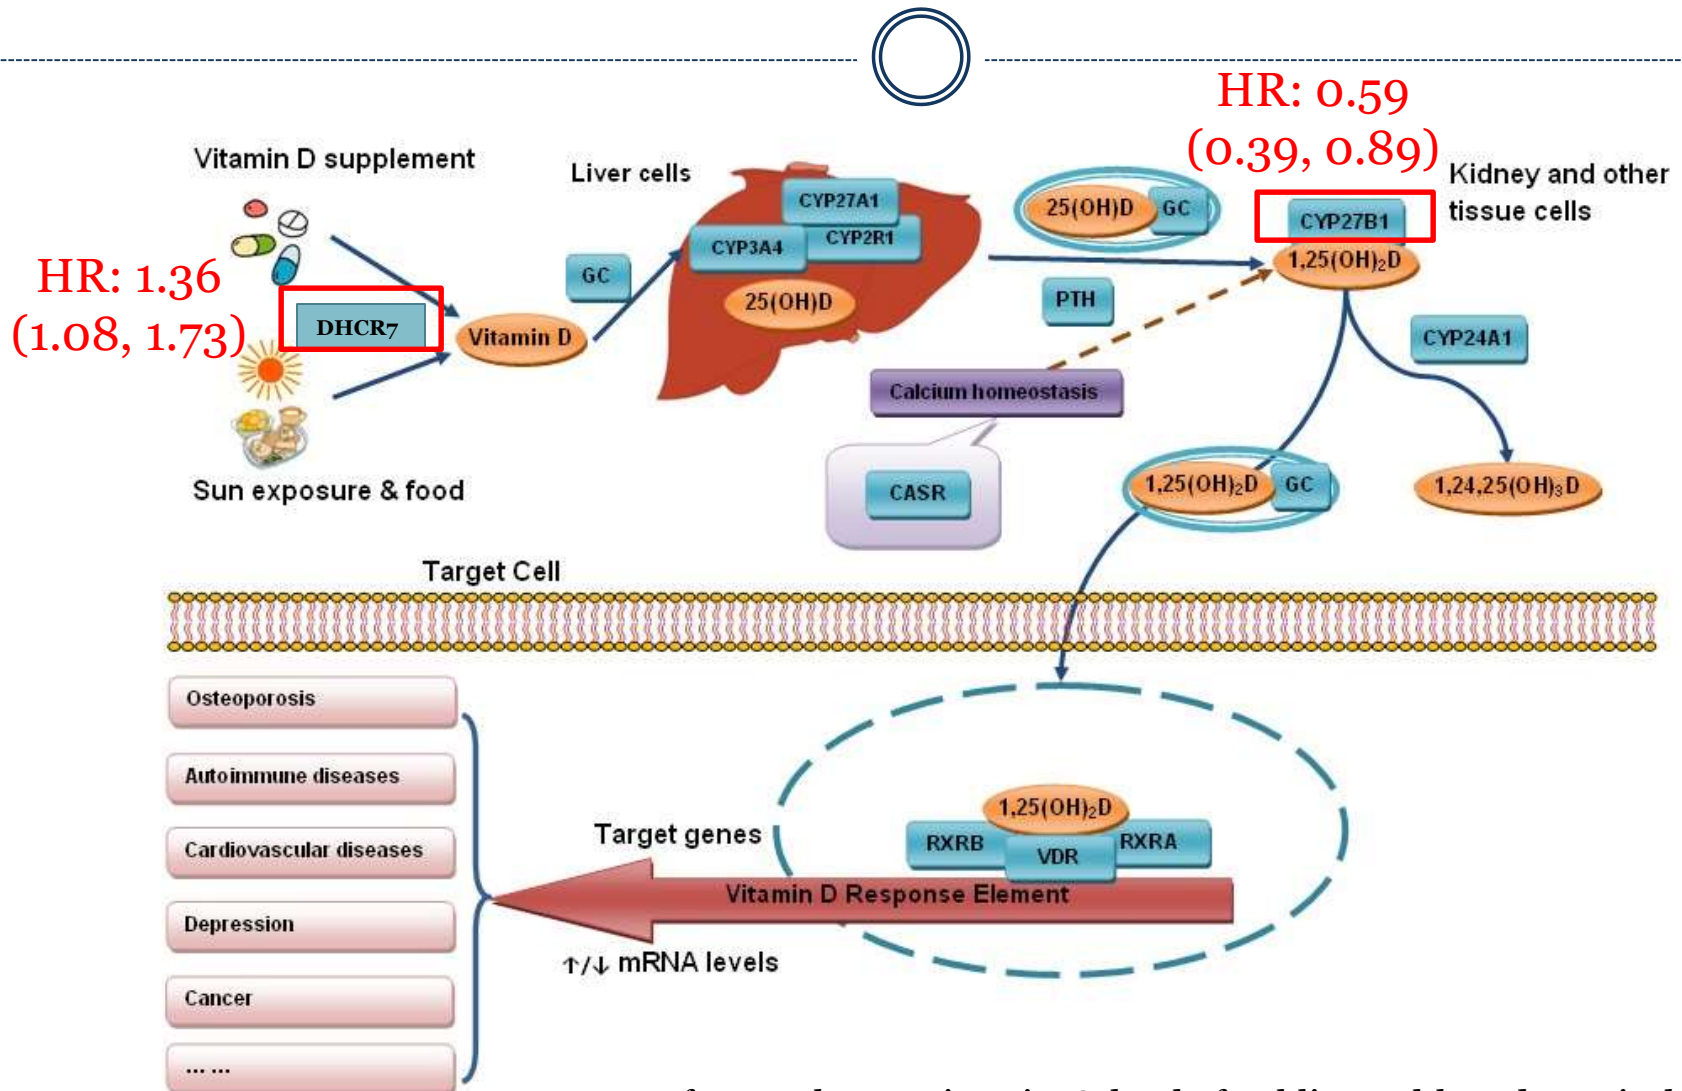 HR: 0.59
(0.39, 0.89)
Vitamin D supplement
Liver cells
Kidney and other
tissue cells
CYP27A1
CYP3A4
CYP2R1
25(OH)D
25(OH)D
GC
CYP27B1
1,25(OH)₂D
HR: 1.36
(1.08, 1.73)
DHCR7
GC
Vitamin D
PTH
CYP24A1
Calcium homeostasis
CASR
Sun exposure & food
1,25(OH)₂D
GC
1,24,25(OH)₃D
Target Cell
Osteoporosis
Autoimmune diseases
Cardiovascular diseases
Depression
Cancer
... ...
Target genes
1,25(OH)₂D
RXRB
VDR
RXRA
Vitamin D Response Element
↑/↓ mRNA levels